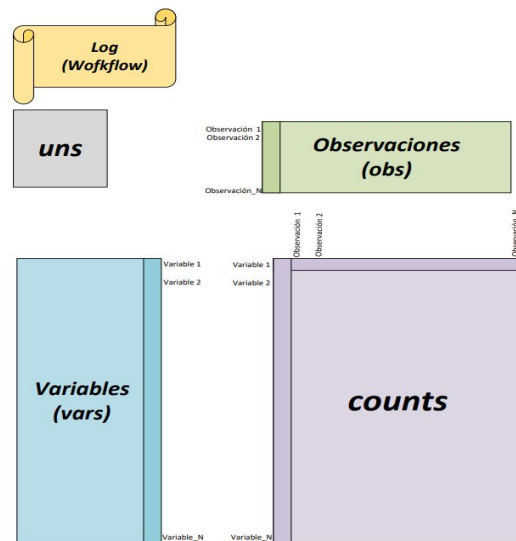 Log
(Wofkflow)
uns
Observación 1
Observación 2
Observación_N
Observaciones
(obs)
Observación 1
Observación 2
Observación_N
Variable 1
Variable 2
Variable_N
Variables
(vars)
Variable 1
Variable 2
Variable_N
counts